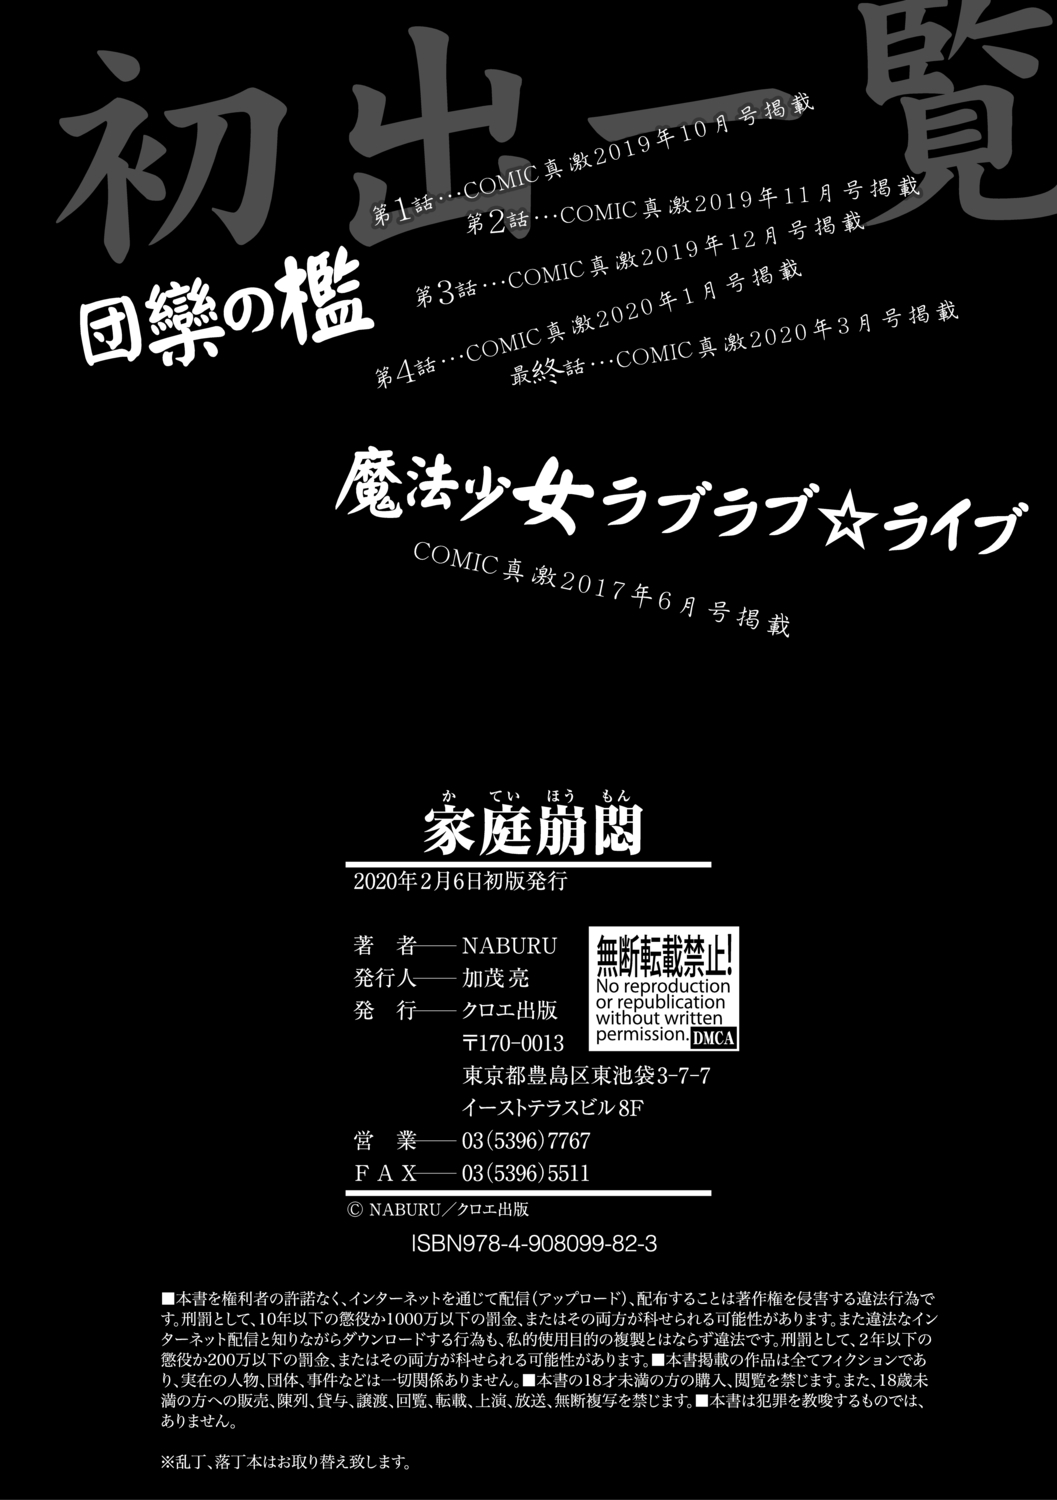 初出一覧
団欒の檻
第1話…COMIC真激2019年10月号掲載
第2話…COMIC真激2019年11月号掲載
第3話…COMIC真激2019年12月号掲載
第4話…COMIC真激2020年1月号掲載
最終話…COMIC真激2020年3月号掲載
魔法少女ラブラブ☆ライブ
COMIC真激2017年6月号掲載
か てい ほう もん
家庭崩悶
2020年2月6日初版発行
著 者――NABURU
発行人――加茂亮
発 行――クロエ出版
〒170-0013
東京都豊島区東池袋3-7-7
イーストテラスビル8F
営 業――03(5396)7767
FAX――03(5396)5511
無断転載禁止!
No reproduction
or republication
without written
permission. DMCA
© NABURU／クロエ出版
ISBN978-4-908099-82-3
■本書を権利者の許諾なく、インターネットを通じて配信(アップロード)、配布することは著作権を侵害する違法行為で
す。刑罰として、10年以下の懲役か1000万以下の罰金、またはその両方が科せられる可能性があります。また違法なイン
ターネット配信と知りながらダウンロードする行為も、私的使用目的の複製とはならず違法です。刑罰として、2年以下の
懲役か200万以下の罰金、またはその両方が科せられる可能性があります。■本書掲載の作品は全てフィクションであ
り、実在の人物、団体、事件などは一切関係ありません。■本書の18才未満の方の購入、閲覧を禁じます。また、18歳未
満の方への販売、陳列、貸与、譲渡、回覧、転載、上演、放送、無断複写を禁じます。■本書は犯罪を教唆するものでは、
ありません。
※乱丁、落丁本はお取り替え致します。